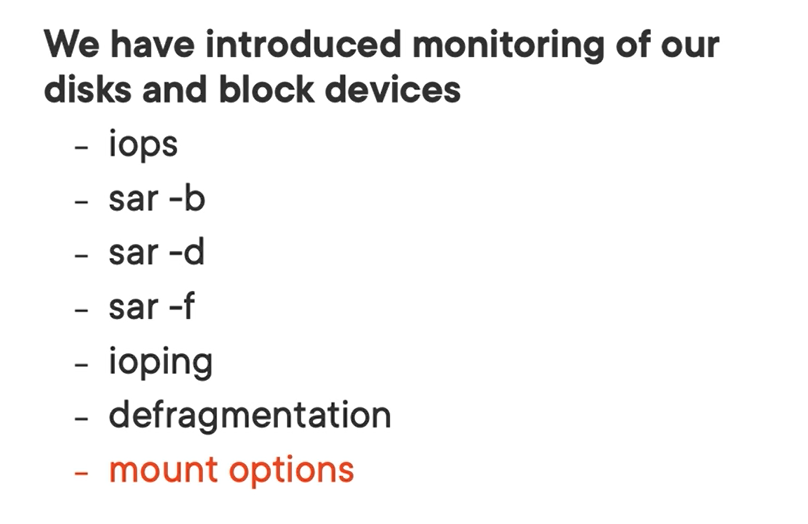 We have introduced monitoring of our
disks and block devices
– iops
– sar -b
– sar -d
– sar -f
– ioping
– defragmentation
– mount options